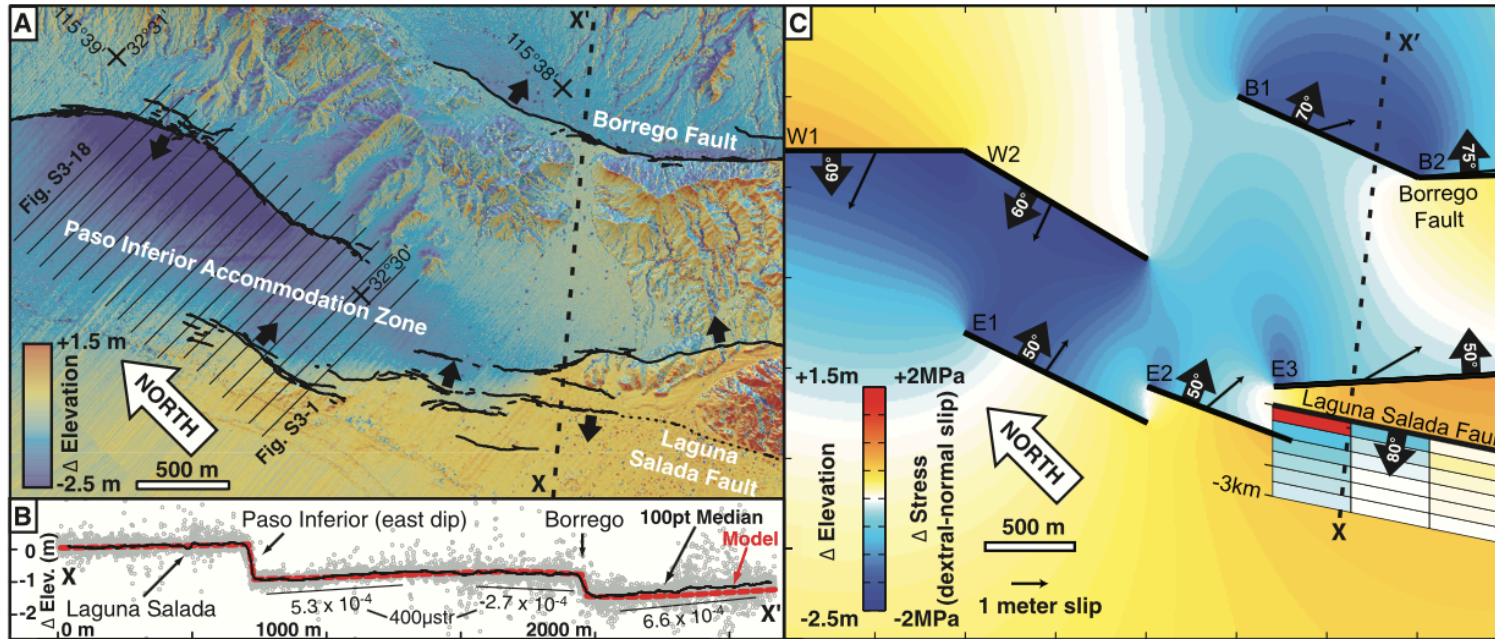 A
115°39'
32°31'
X'
115°38'
Borrego Fault
Fig. S3-18
Paso Inferior Accommodation Zone
32°30'
+1.5 m
Δ Elevation
-2.5 m
NORTH
Fig. S3-1
500 m
X
Laguna
Salada Fault
B
Δ Elev. (m)
0
-1
-2
X
Paso Inferior (east dip)
Borrego
100pt Median
Model
Laguna Salada
5.3 x 10-4
400µstr
-2.7 x 10-4
6.6 x 10-4
X'
0 m
1000 m
2000 m
C
X'
B1
70°
W1
W2
60°
60°
B2
75°
Borrego
Fault
E1
50°
E2
50°
E3
50°
Laguna Salada Fault
80°
-3km
X
+1.5m
+2MPa
Δ Elevation
Δ Stress
(dextral-normal slip)
-2.5m
-2MPa
NORTH
500 m
1 meter slip